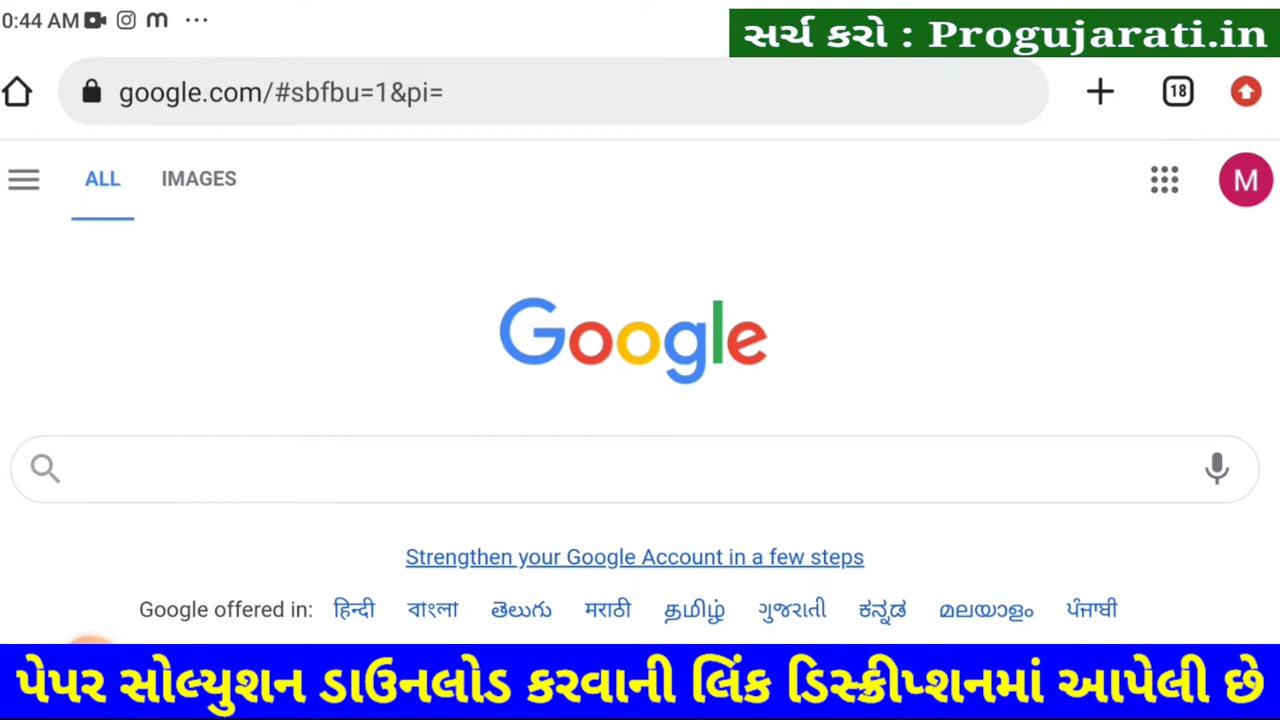 0:44 AM m ...
સર્ચ કરો : Progujarati.in
google.com/#sbfbu=1&pi=
18
ALL IMAGES
M
Google
Strengthen your Google Account in a few steps
Google offered in: हिन्दी বাংলা తెలుగు मराठी தமிழ் ગુજરાતી ಕನ್ನಡ മലയാളം ਪੰਜਾਬੀ
પેપર સોલ્યુશન ડાઉનલોડ કરવાની લિંક ડિસ્ક્રીપ્શનમાં આપેલી છે